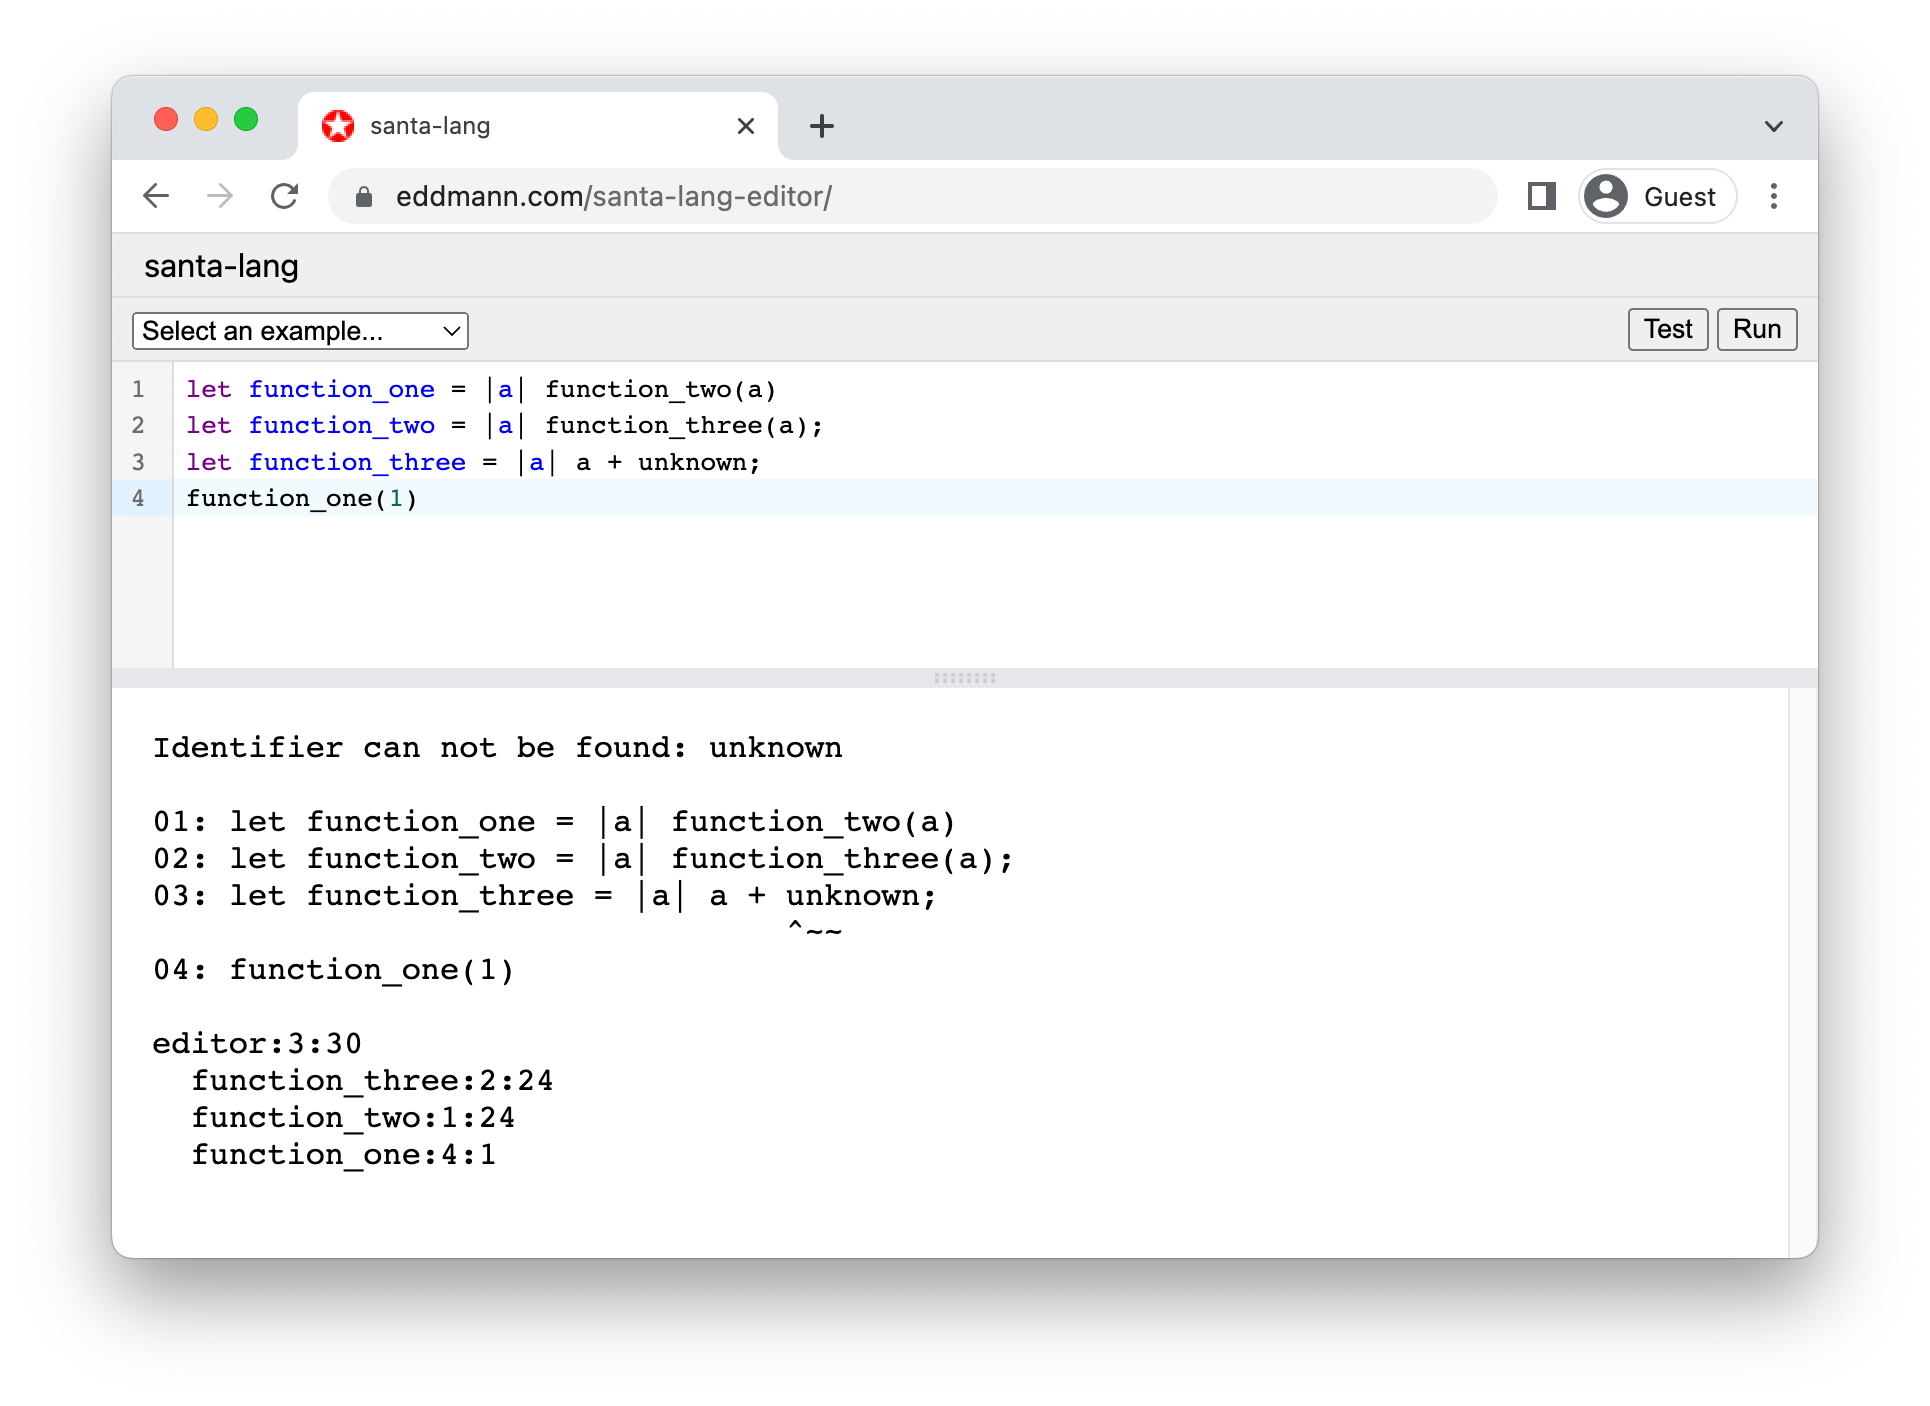 santa-lang
eddmann.com/santa-lang-editor/
Guest
santa-lang
Select an example...
Test
Run
1 let function_one = |a| function_two(a)
2 let function_two = |a| function_three(a);
3 let function_three = |a| a + unknown;
4 function_one(1)
Identifier can not be found: unknown
01: let function_one = |a| function_two(a)
02: let function_two = |a| function_three(a);
03: let function_three = |a| a + unknown;
^~~
04: function_one(1)
editor:3:30
function_three:2:24
function_two:1:24
function_one:4:1